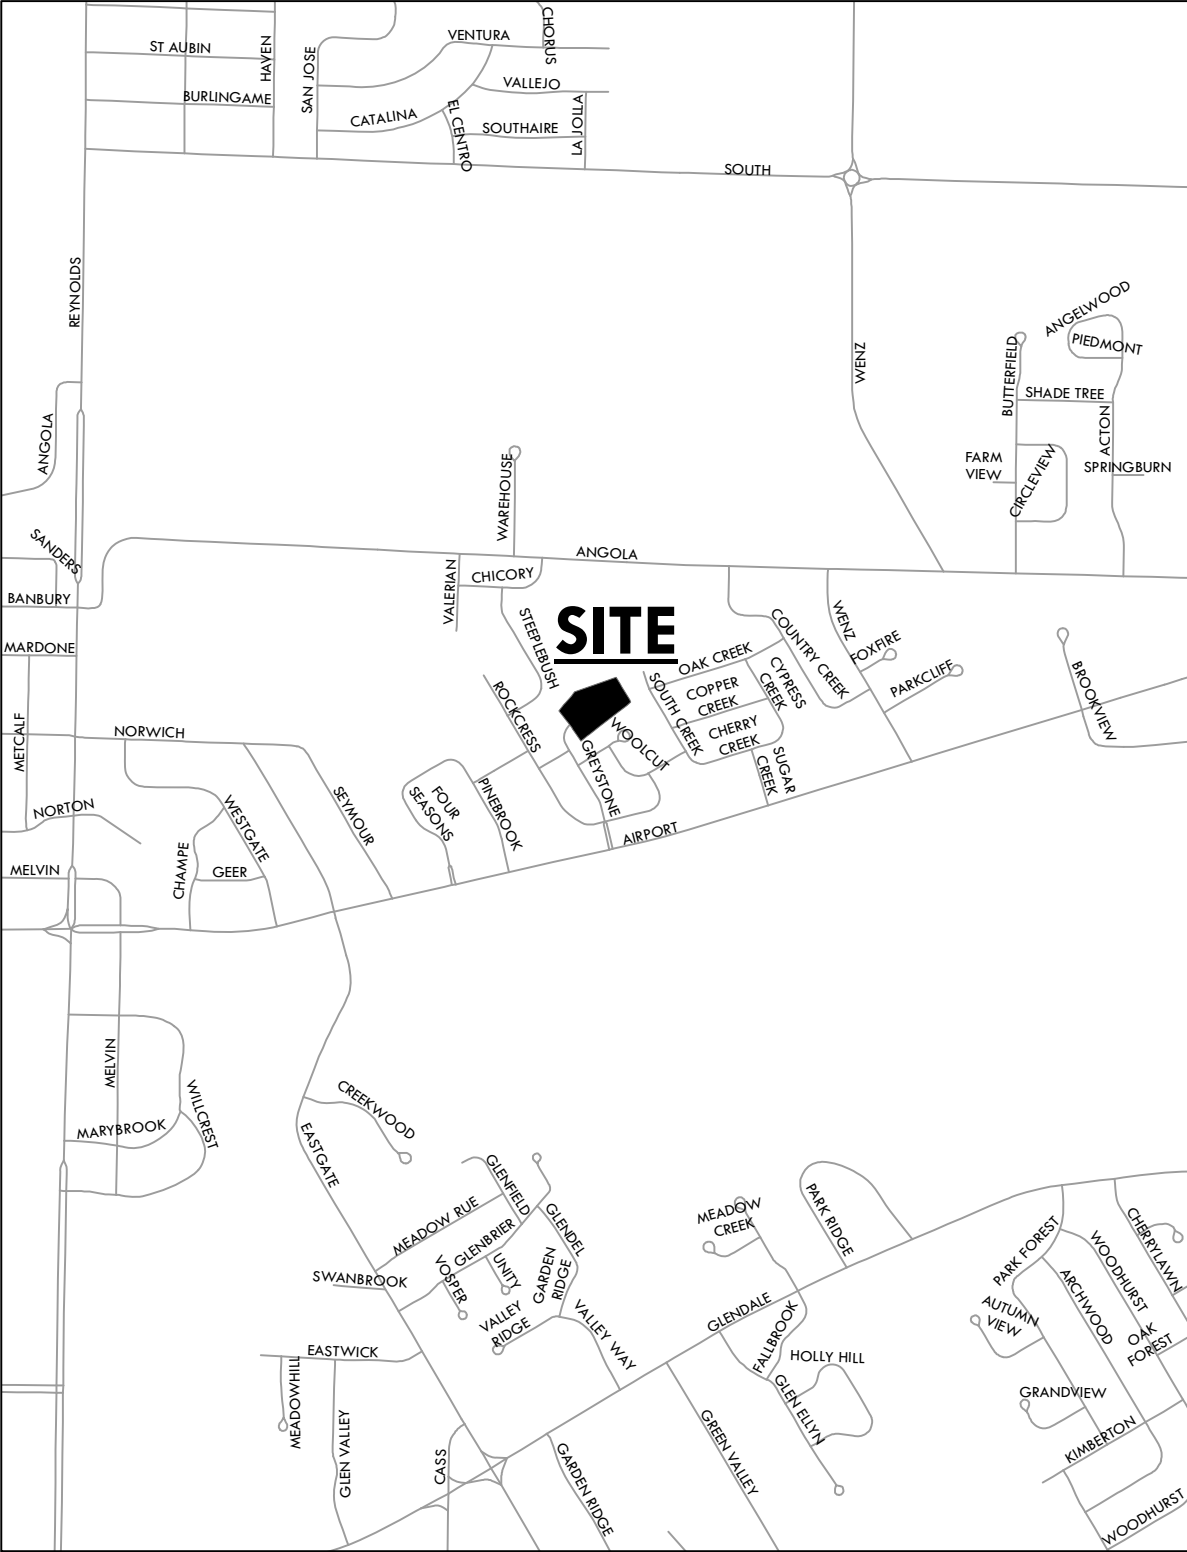 CHORUS
VENTURA
ST AUBIN
HAVEN
SAN JOSE
VALLEJO
BURLINGAME
CATALINA
EL CENTRO
SOUTHAIRE
LA JOLLA
SOUTH
REYNOLDS
WENZ
ANGELWOOD
PIEDMONT
BUTTERFIELD
SHADE TREE
ACTON
ANGOLA
FARM
VIEW
CIRCLEVIEW
SPRINGBURN
WAREHOUSE
SANDERS
ANGOLA
VALERIAN
CHICORY
BANBURY
STEEPLEBUSH
SITE
WENZ
COUNTRY CREEK
FOXFIRE
MARDONE
OAK CREEK
PARKCLIFF
BROOKVIEW
ROCKCRESS
SOUTH CREEK
COPPER
CREEK
CYPRESS
CREEK
METCALF
NORWICH
WOOLCUT
CHERRY
CREEK
GREYSTONE
SUGAR
CREEK
NORTON
WESTGATE
SEYMOUR
FOUR
SEASONS
PINEBROOK
AIRPORT
MELVIN
CHAMPE
GEER
MELVIN
WILLCREST
MARYBROOK
CREEKWOOD
EASTGATE
GLENFIELD
MEADOW RUE
GLENBRIER
GLENDEL
MEADOW
CREEK
PARK RIDGE
PARK FOREST
WOODHURST
CHERRYLAWN
SWANBROOK
VOSPER
UNITY
GARDEN
RIDGE
VALLEY
RIDGE
VALLEY WAY
GLENDALE
FALLBROOK
AUTUMN
VIEW
ARCHWOOD
OAK
FOREST
EASTWICK
HOLLY HILL
MEADOWHILL
GLEN ELLYN
GRANDVIEW
GLEN VALLEY
CASS
GREEN VALLEY
GARDEN RIDGE
KIMBERTON
WOODHURST